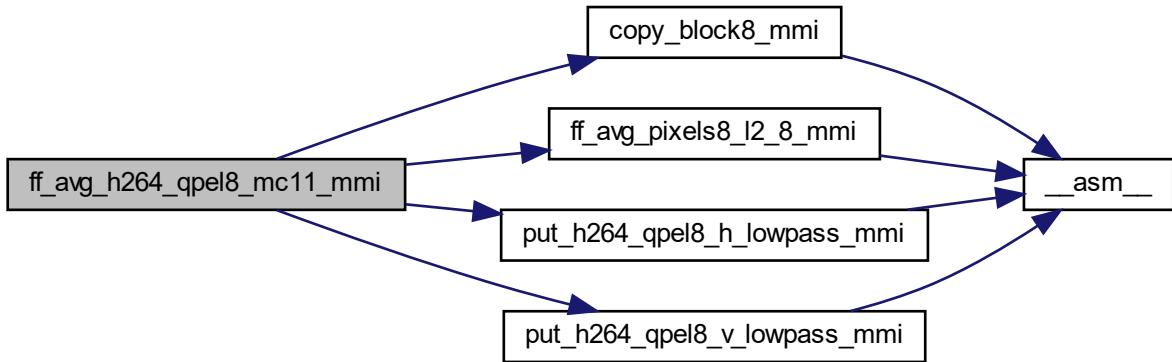 copy_block8_mmi
ff_avg_pixels8_l2_8_mmi
ff_avg_h264_qpel8_mc11_mmi
__asm__
put_h264_qpel8_h_lowpass_mmi
put_h264_qpel8_v_lowpass_mmi